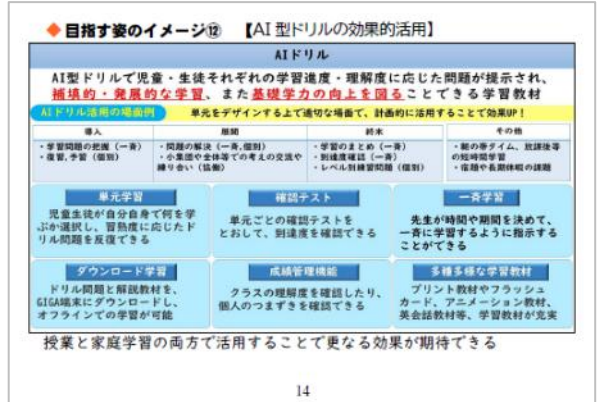 ◆目指す姿のイメージ⑫ 【AI型ドリルの効果的活用】
AIドリル
AI型ドリルで児童・生徒それぞれの学習進度・理解度に応じた問題が提示され、
補填的・発展的な学習、また基礎学力の向上を図ることできる学習教材
AIドリル活用の場面例 単元をデザインする上で適切な場面で、計画的に活用することで効果UP!
導入
・学習問題の把握(一斉)
・復習、予習(個別)
展開
・問題の解決(一斉、個別)
・小集団や全体等での考えの交流や
練り合い(協働)
終末
・学習のまとめ(一斉)
・到達度確認(一斉)
・レベル別練習問題(個別)
その他
・朝の帯タイム、放課後等
の短時間学習
・宿題や長期休暇の課題
単元学習
児童生徒が自分自身で何を学
ぶか選択し、習熟度に応じたド
リル問題を反復できる
確認テスト
単元ごとの確認テストを
とおして、到達度を確認できる
一斉学習
先生が時間や期間を決めて、
一斉に学習するように指示する
ことができる
ダウンロード学習
ドリル問題と解説教材を、
GIGA端末にダウンロードし、
オフラインでの学習が可能
成績管理機能
クラスの理解度を確認したり、
個人のつまずきを確認できる
多種多様な学習教材
プリント教材やフラッシュ
カード、アニメーション教材、
英会話教材等、学習教材が充実
授業と家庭学習の両方で活用することで更なる効果が期待できる
14